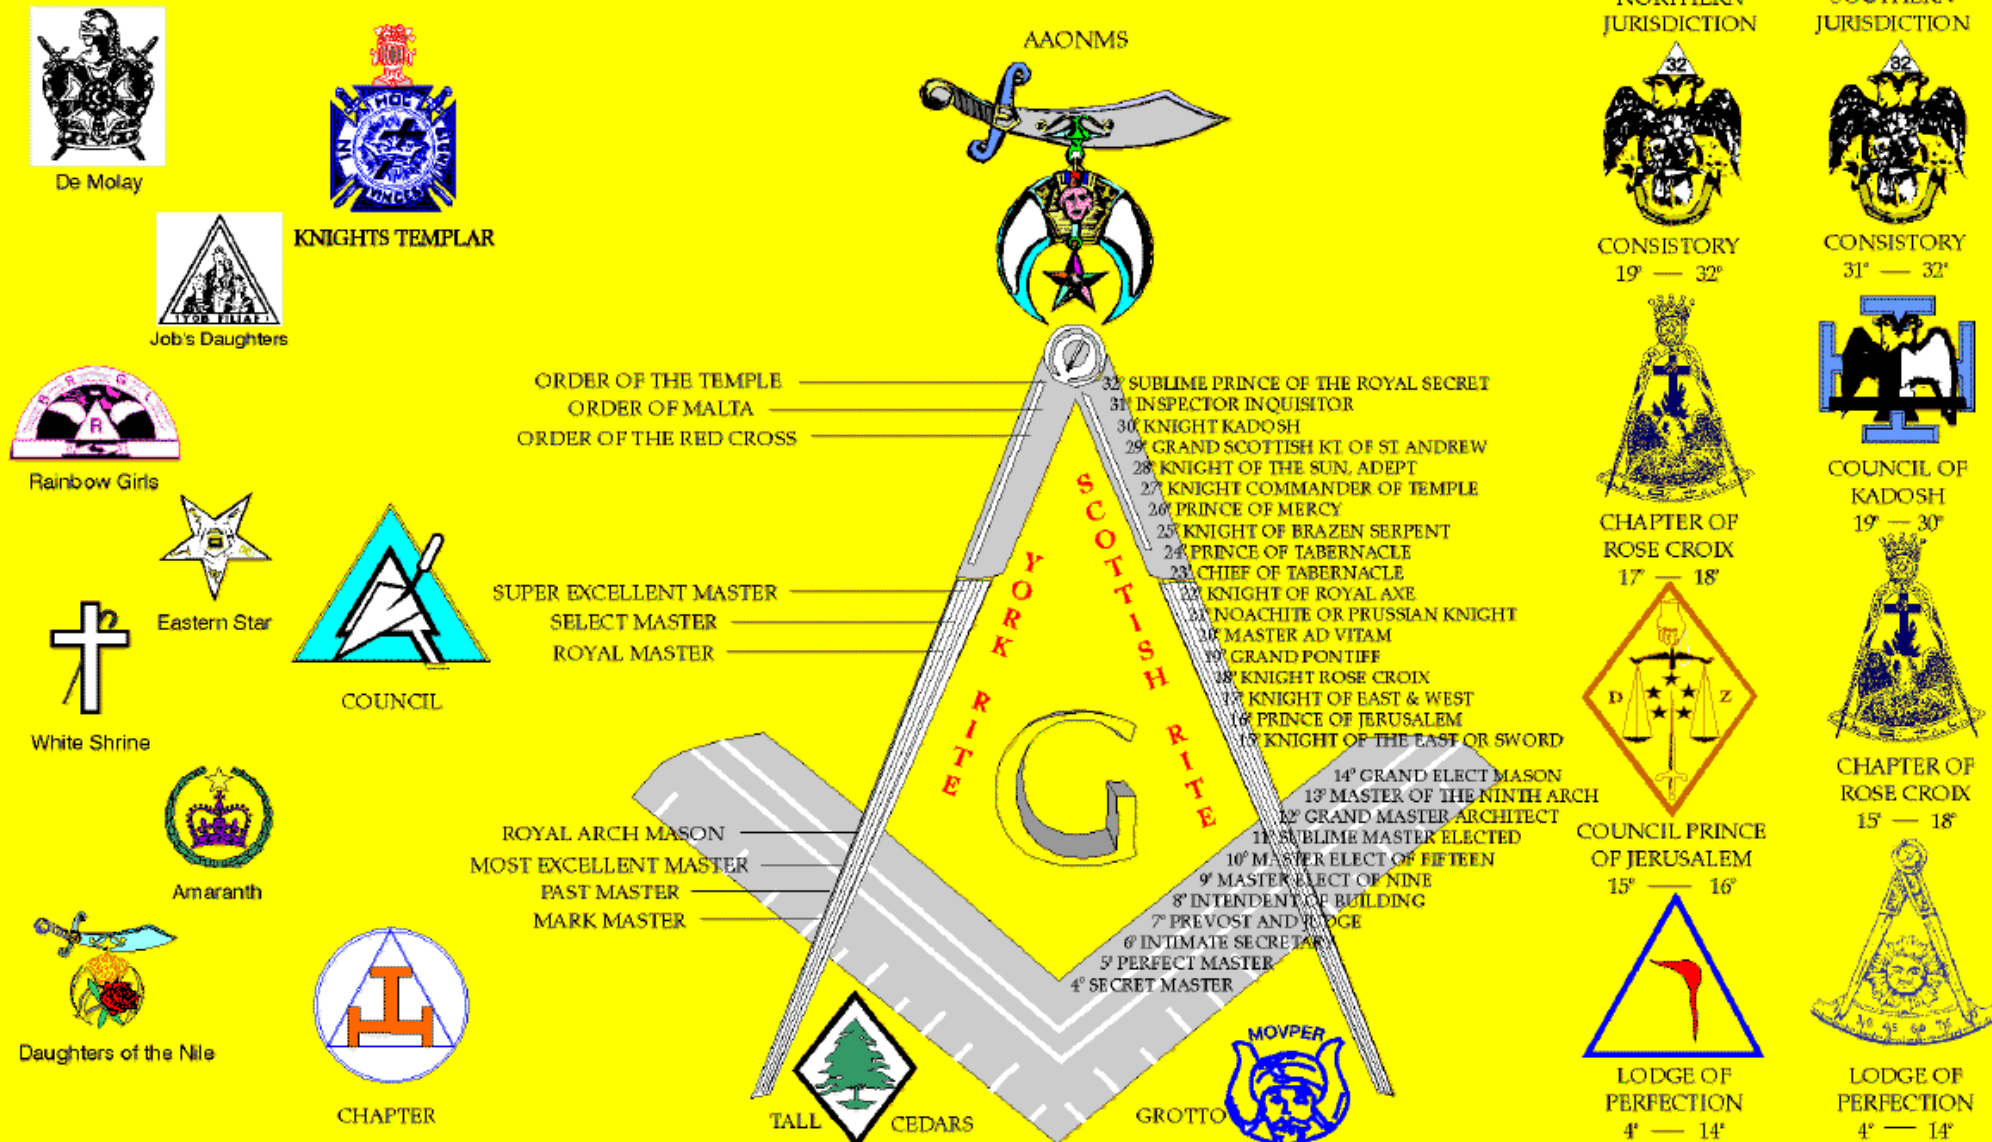 De Molay
HOC
IN
SIGNO
VINCES
KNIGHTS TEMPLAR
IYOB FILIAE
Job's Daughters
B R G L
R
Rainbow Girls
Eastern Star
White Shrine
Amaranth
Daughters of the Nile
COUNCIL
CHAPTER
AAONMS
ORDER OF THE TEMPLE
ORDER OF MALTA
ORDER OF THE RED CROSS
SUPER EXCELLENT MASTER
SELECT MASTER
ROYAL MASTER
ROYAL ARCH MASON
MOST EXCELLENT MASTER
PAST MASTER
MARK MASTER
YORK RITE
SCOTTISH RITE
G
32° SUBLIME PRINCE OF THE ROYAL SECRET
31° INSPECTOR INQUISITOR
30° KNIGHT KADOSH
29° GRAND SCOTTISH KT. OF ST. ANDREW
28° KNIGHT OF THE SUN, ADEPT
27° KNIGHT COMMANDER OF TEMPLE
26° PRINCE OF MERCY
25° KNIGHT OF BRAZEN SERPENT
24° PRINCE OF TABERNACLE
23° CHIEF OF TABERNACLE
22° KNIGHT OF ROYAL AXE
21° NOACHITE OR PRUSSIAN KNIGHT
20° MASTER AD VITAM
19° GRAND PONTIFF
18° KNIGHT ROSE CROIX
17° KNIGHT OF EAST & WEST
16° PRINCE OF JERUSALEM
15° KNIGHT OF THE EAST OR SWORD
14° GRAND ELECT MASON
13° MASTER OF THE NINTH ARCH
12° GRAND MASTER ARCHITECT
11° SUBLIME MASTER ELECTED
10° MASTER ELECT OF FIFTEEN
9° MASTER ELECT OF NINE
8° INTENDENT OF BUILDING
7° PREVOST AND JUDGE
6° INTIMATE SECRETARY
5° PERFECT MASTER
4° SECRET MASTER
TALL CEDARS
GROTTO
MOVPER
NORTHERN
JURISDICTION
32
CONSISTORY
19° — 32°
CHAPTER OF
ROSE CROIX
17° — 18°
D Z
COUNCIL PRINCE
OF JERUSALEM
15° — 16°
LODGE OF
PERFECTION
4° — 14°
SOUTHERN
JURISDICTION
32
CONSISTORY
31° — 32°
COUNCIL OF
KADOSH
19° — 30°
CHAPTER OF
ROSE CROIX
15° — 18°
LODGE OF
PERFECTION
4° — 14°